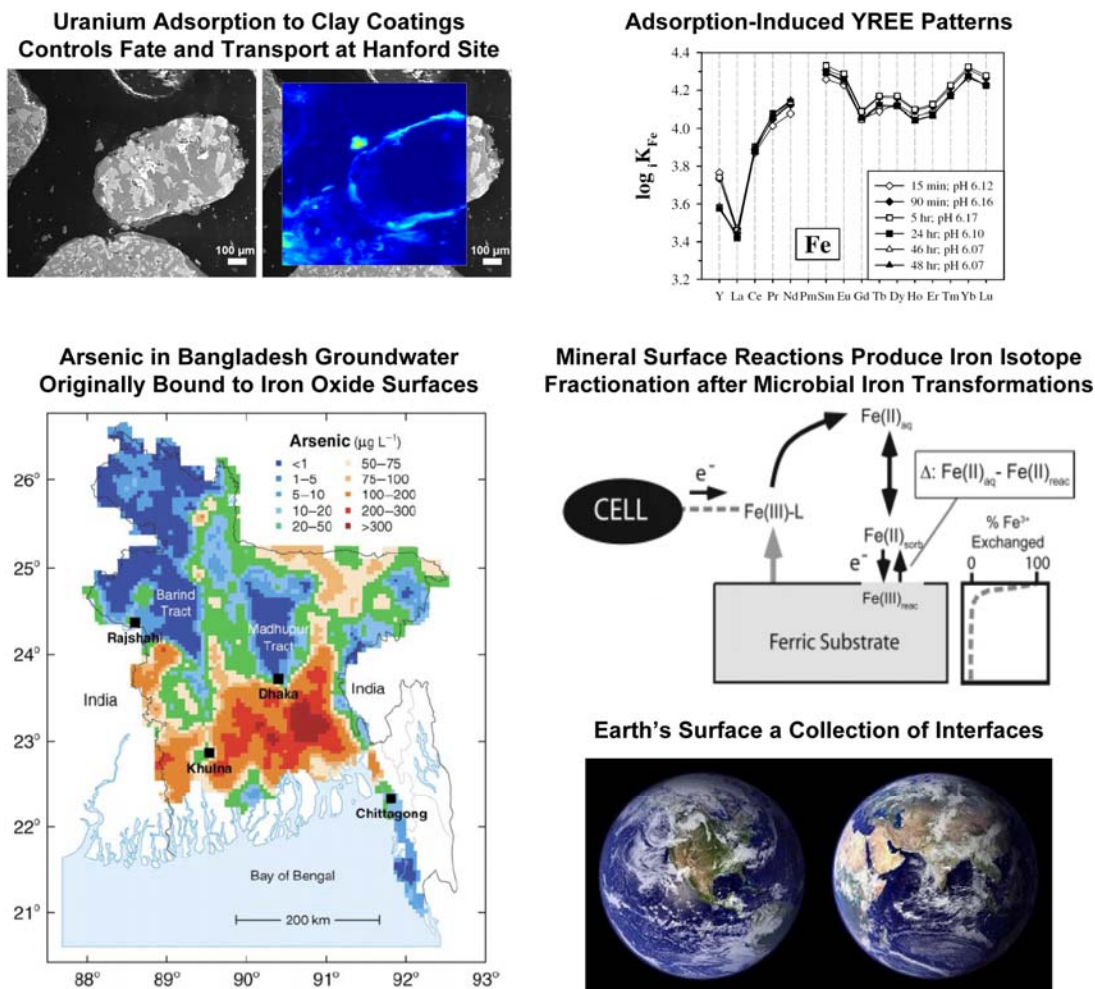 Uranium Adsorption to Clay Coatings
Controls Fate and Transport at Hanford Site
100 µm
100 µm
Adsorption-Induced YREE Patterns
4.4
4.2
4.0
3.8
3.6
3.4
3.2
log iKFe
Fe
15 min; pH 6.12
90 min; pH 6.16
5 hr; pH 6.17
24 hr; pH 6.10
46 hr; pH 6.07
48 hr; pH 6.07
Y La Ce Pr Nd Pm Sm Eu Gd Tb Dy Ho Er Tm Yb Lu
Arsenic in Bangladesh Groundwater
Originally Bound to Iron Oxide Surfaces
Arsenic (µg L−1)
<1
1–5
5–10
10–20
20–50
50–75
75–100
100–200
200–300
>300
26°
25°
24°
23°
22°
21°
Barind
Tract
Rajshahi
Madhupur
Tract
Dhaka
India
India
Khulna
Chittagong
Bay of Bengal
200 km
88° 89° 90° 91° 92° 93°
Mineral Surface Reactions Produce Iron Isotope
Fractionation after Microbial Iron Transformations
Fe(II)aq
Δ: Fe(II)aq - Fe(II)reac
e−
CELL
Fe(III)-L
Fe(II)sorb
e−
Fe(III)reac
Ferric Substrate
% Fe3+
Exchanged
0 100
Earth's Surface a Collection of Interfaces